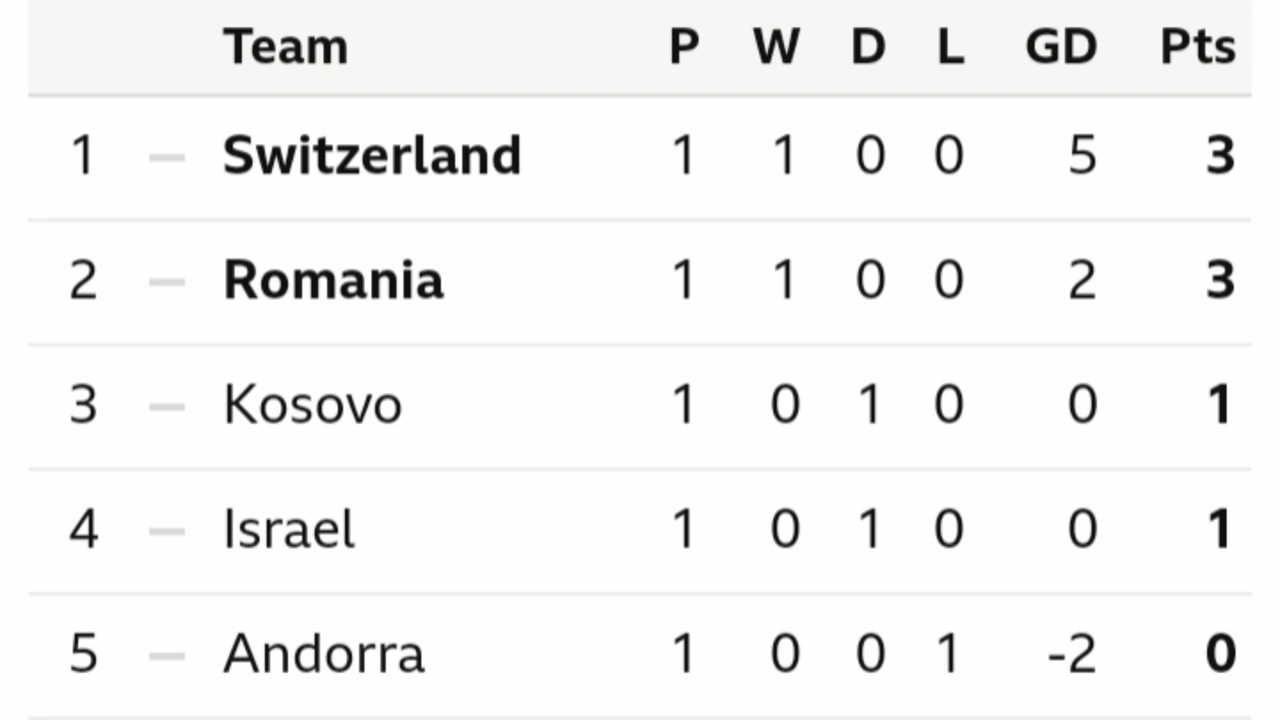 Team P W D L GD Pts
1 – Switzerland 1 1 0 0 5 3
2 – Romania 1 1 0 0 2 3
3 – Kosovo 1 0 1 0 0 1
4 – Israel 1 0 1 0 0 1
5 – Andorra 1 0 0 1 -2 0